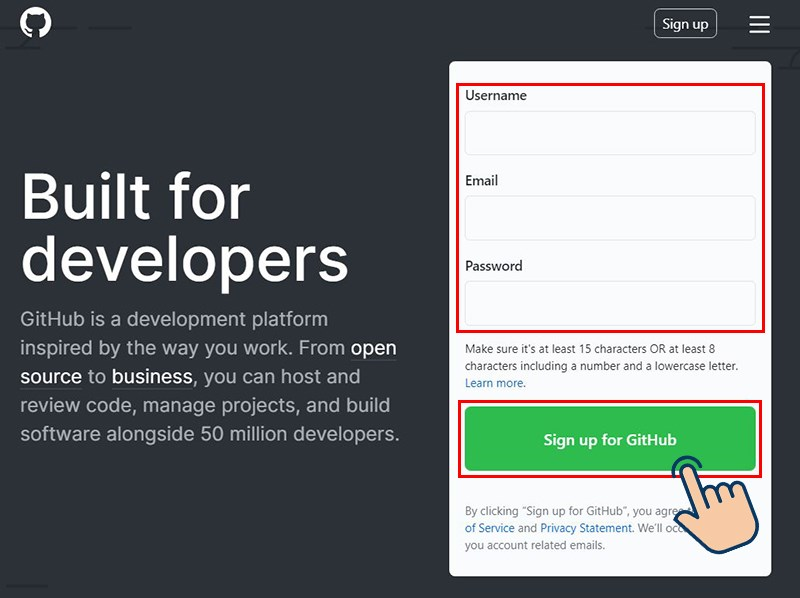 Sign up
Built for
developers
GitHub is a development platform
inspired by the way you work. From open
source to business, you can host and
review code, manage projects, and build
software alongside 50 million developers.
Username
Email
Password
Make sure it's at least 15 characters OR at least 8
characters including a number and a lowercase letter.
Learn more.
Sign up for GitHub
By clicking “Sign up for GitHub”, you agree
of Service and Privacy Statement. We’ll
you account related emails.